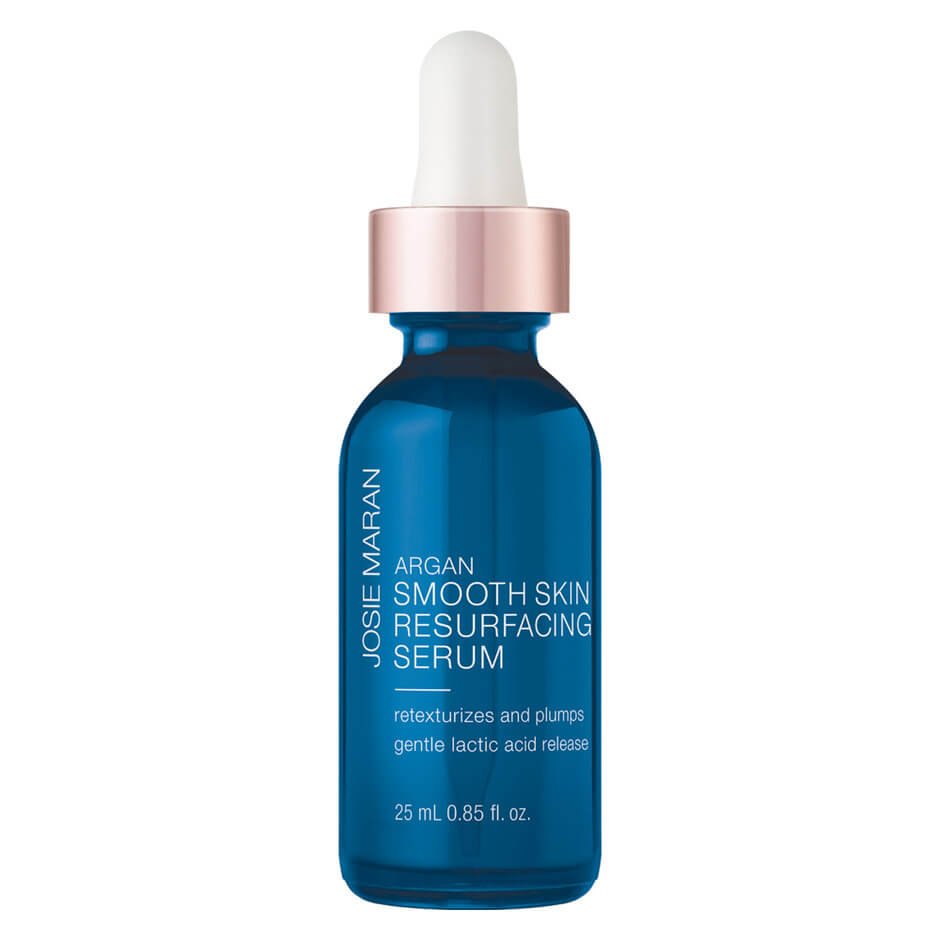 JOSIE MARAN
ARGAN
SMOOTH SKIN
RESURFACING
SERUM
retexturizes and plumps
gentle lactic acid release
25 mL 0.85 fl. oz.